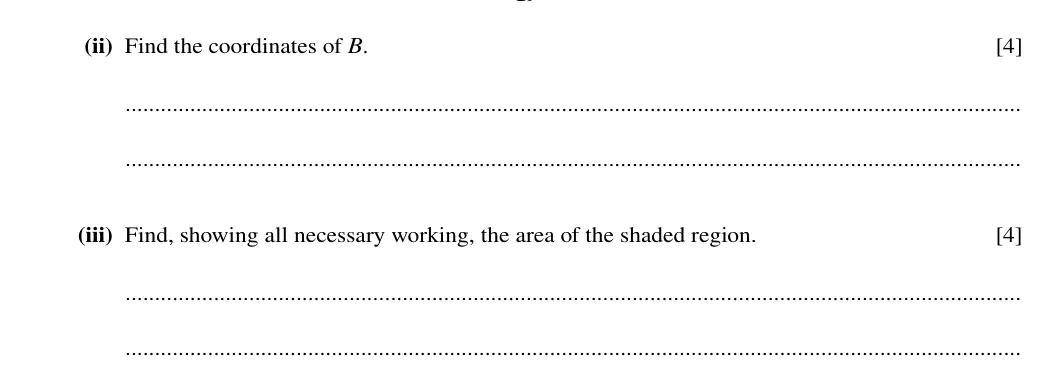 (ii) Find the coordinates of B. [4]
................................................................................
................................................................................
(iii) Find, showing all necessary working, the area of the shaded region. [4]
................................................................................
................................................................................